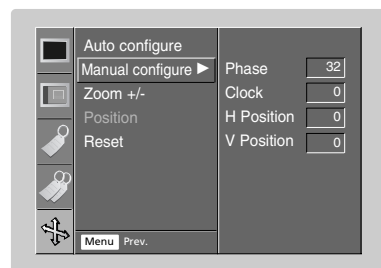 Auto configure
Manual configure ▶
Zoom +/-
Position
Reset
Menu Prev.
Phase 32
Clock 0
H Position 0
V Position 0